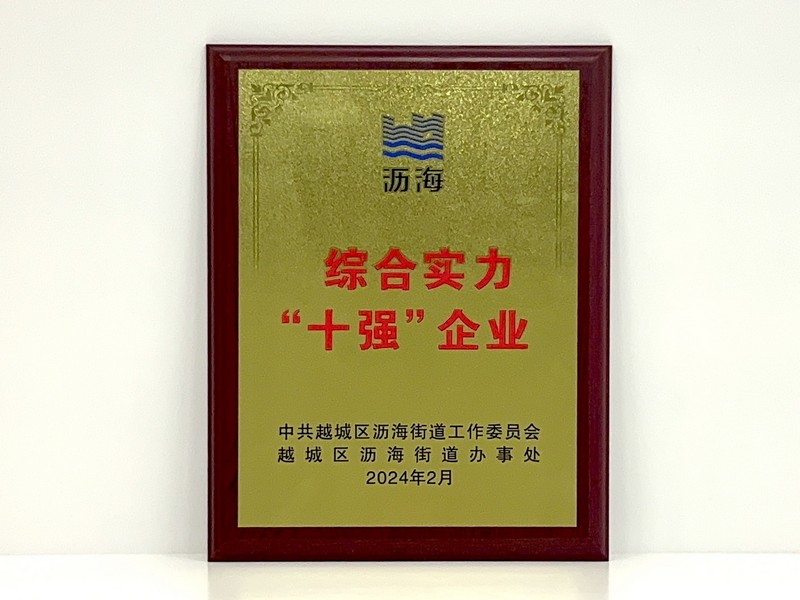 沥海
综合实力
“十强”企业
中共越城区沥海街道工作委员会
越城区沥海街道办事处
2024年2月